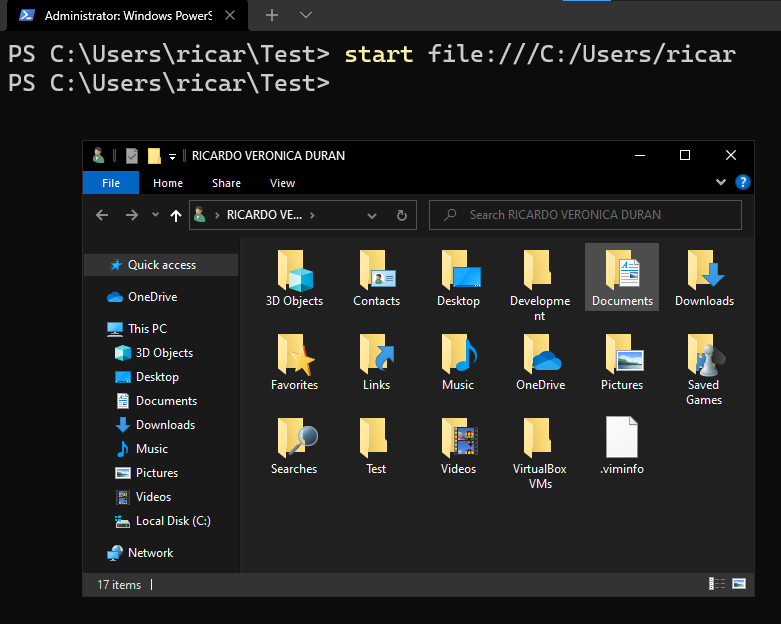 Administrator: Windows PowerS
PS C:\Users\ricar\Test> start file:///C:/Users/ricar
PS C:\Users\ricar\Test>
RICARDO VERONICA DURAN
File Home Share View
RICARDO VE...
Search RICARDO VERONICA DURAN
Quick access
OneDrive
This PC
3D Objects
Desktop
Documents
Downloads
Music
Pictures
Videos
Local Disk (C:)
Network
3D Objects
Contacts
Desktop
Developme
nt
Documents
Downloads
Favorites
Links
Music
OneDrive
Pictures
Saved
Games
Searches
Test
Videos
VirtualBox
VMs
.viminfo
17 items